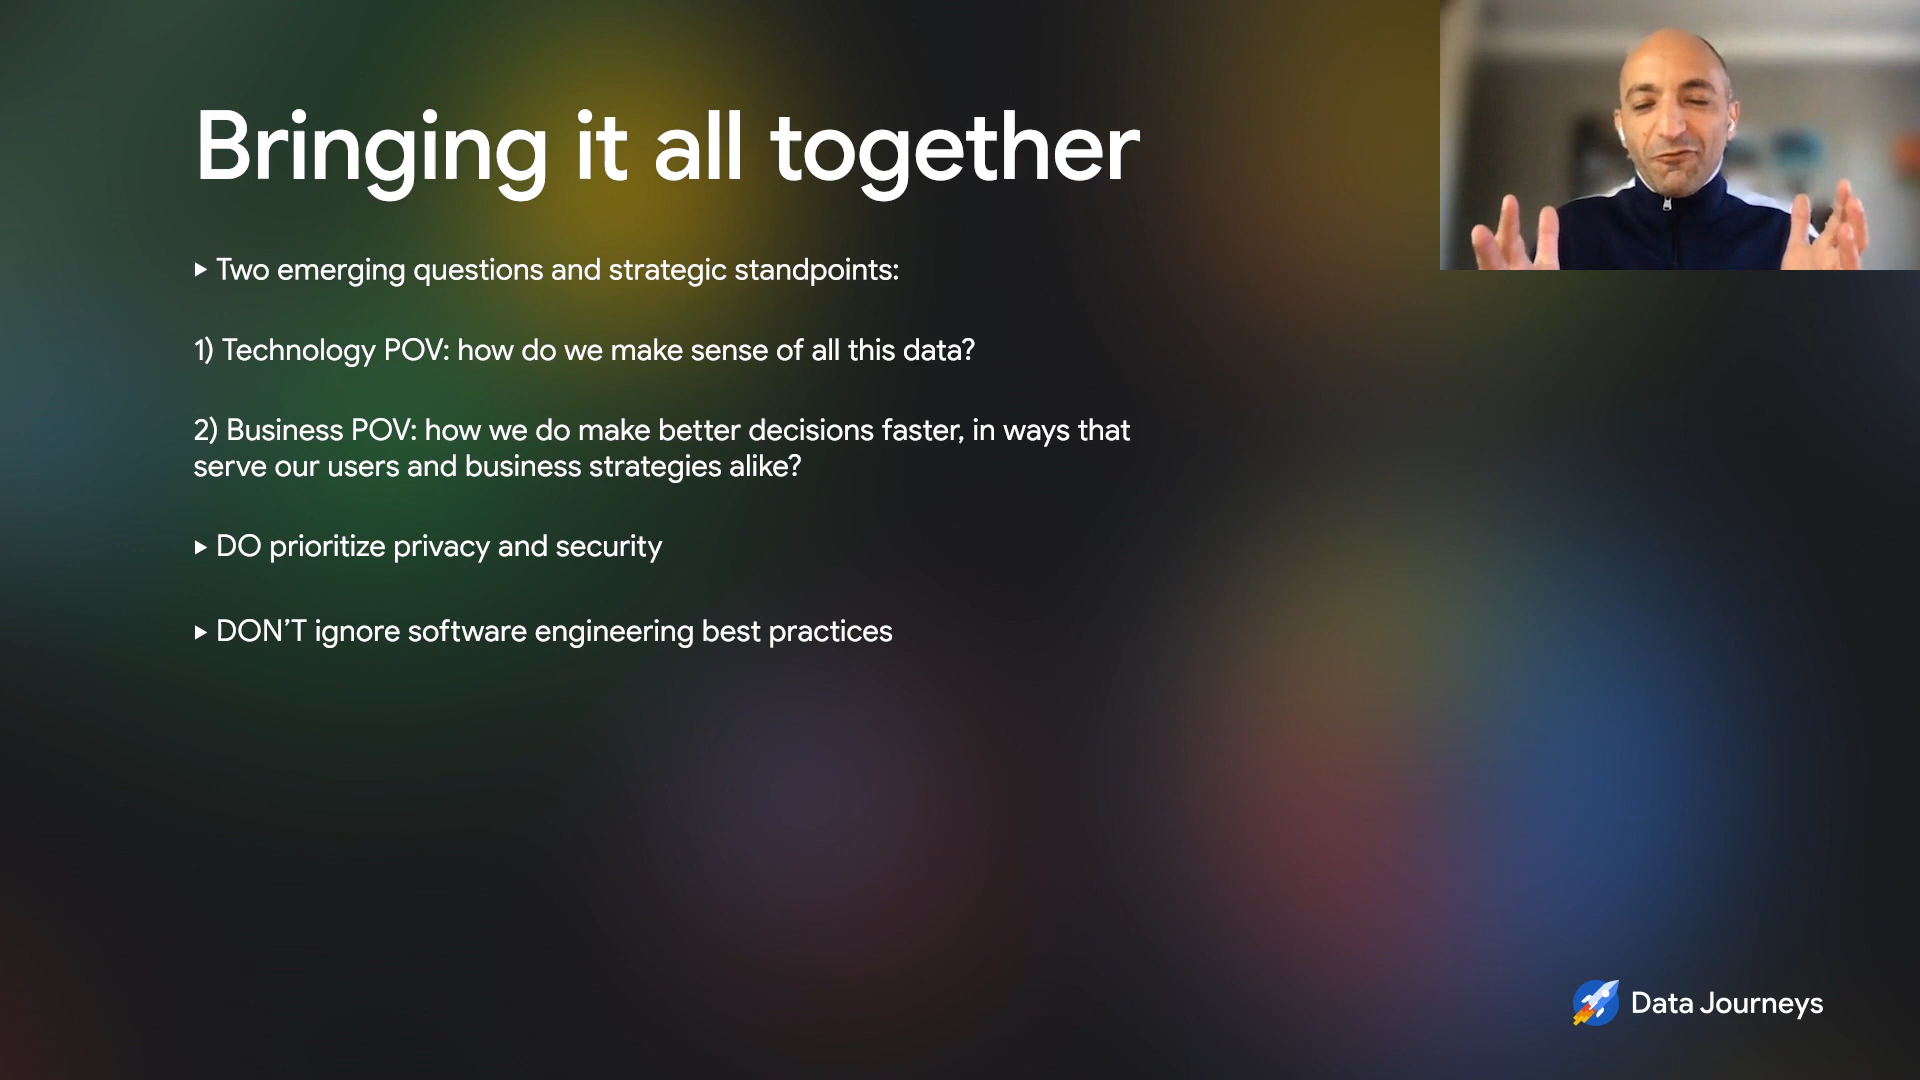 Bringing it all together
▸ Two emerging questions and strategic standpoints:
1) Technology POV: how do we make sense of all this data?
2) Business POV: how we do make better decisions faster, in ways that
serve our users and business strategies alike?
▸ DO prioritize privacy and security
▸ DON’T ignore software engineering best practices
Data Journeys